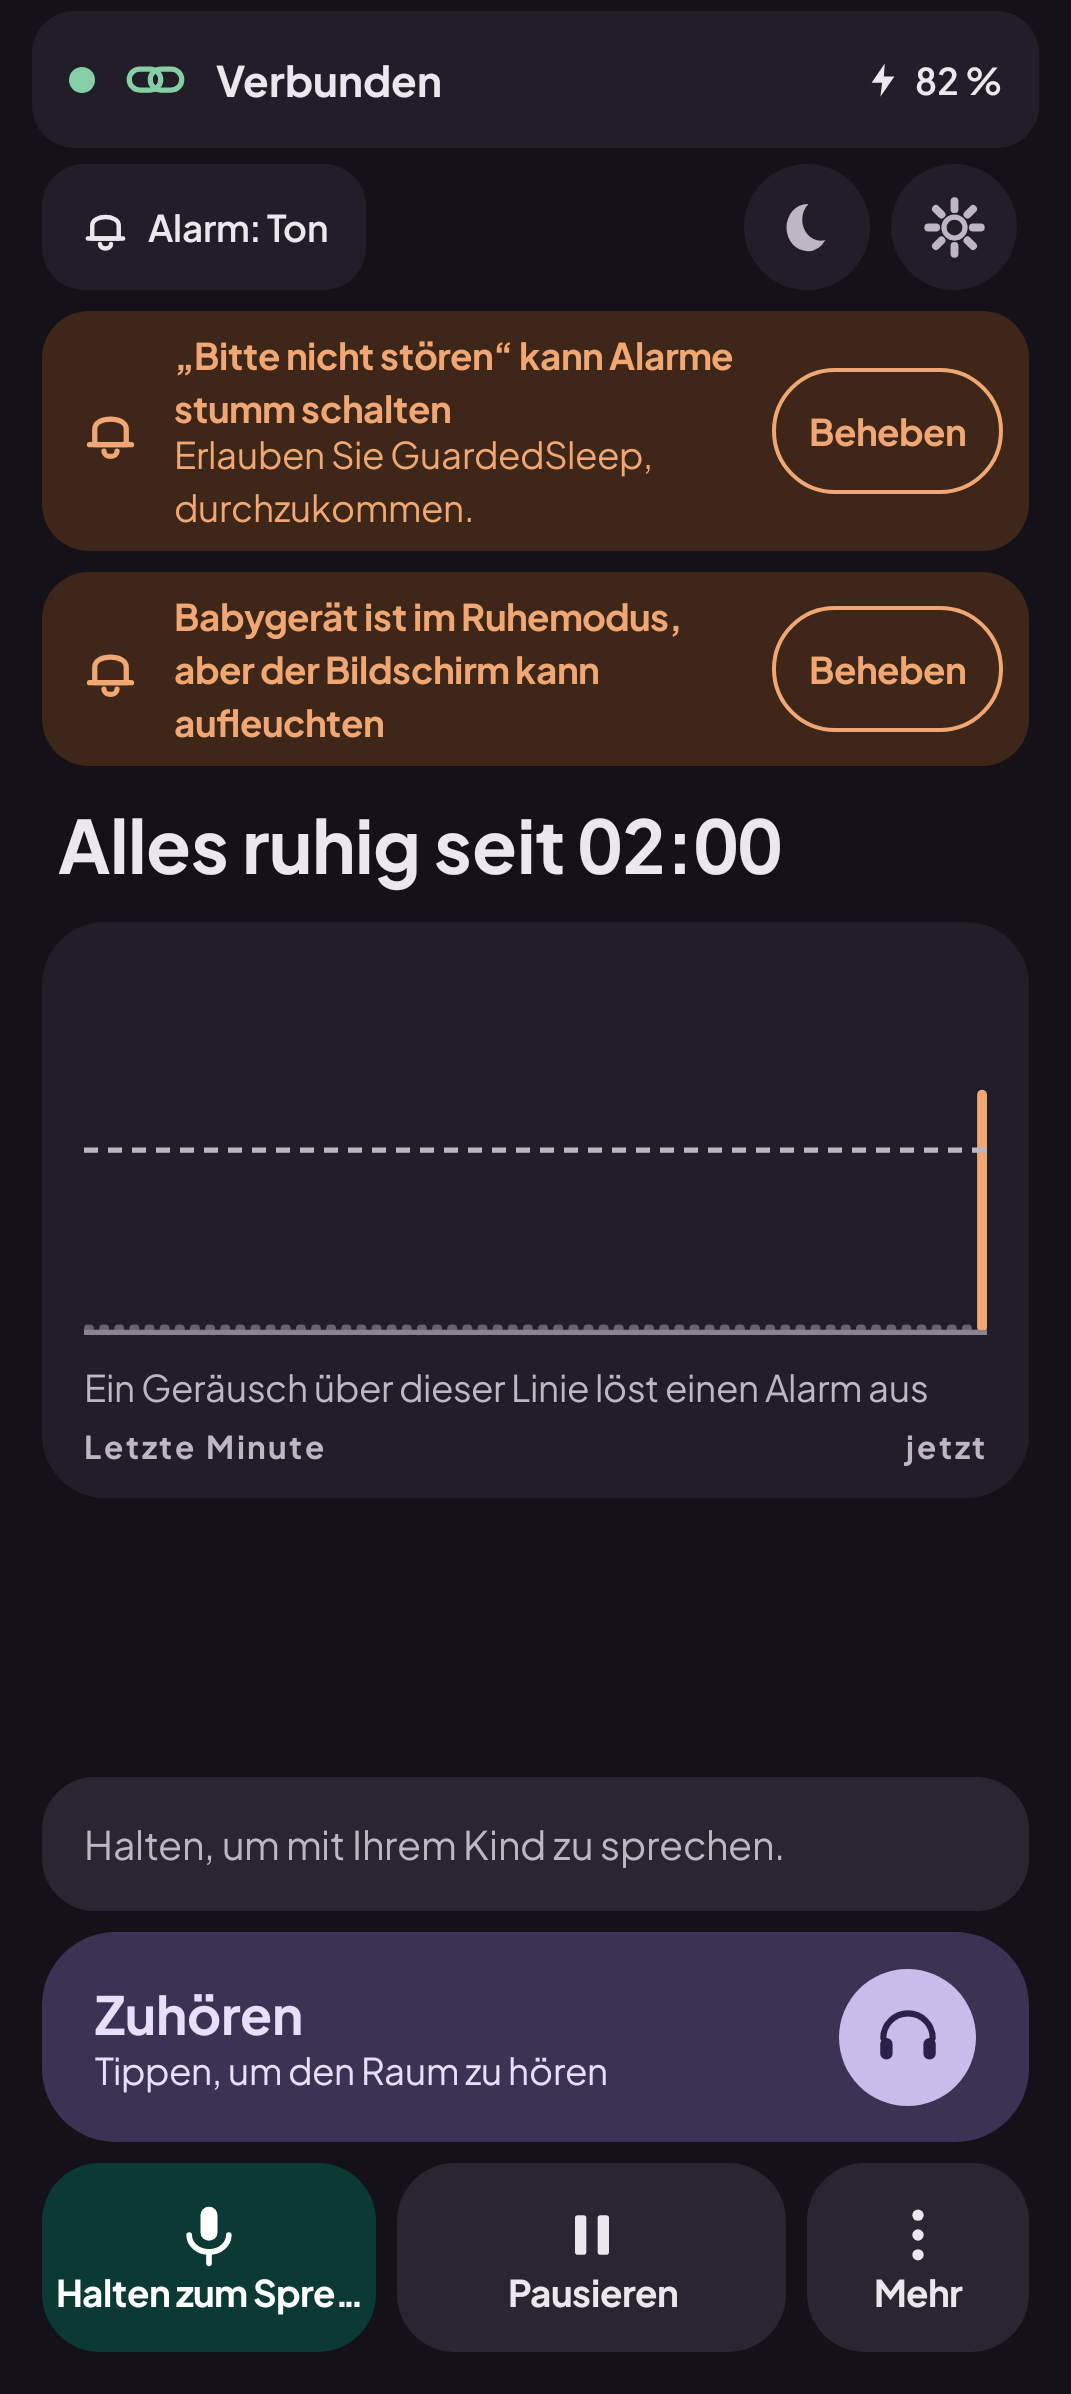 Verbunden
82 %
Alarm: Ton
„Bitte nicht stören“ kann Alarme
stumm schalten
Erlauben Sie GuardedSleep,
durchzukommen.
Beheben
Babygerät ist im Ruhemodus,
aber der Bildschirm kann
aufleuchten
Beheben
Alles ruhig seit 02:00
Ein Geräusch über dieser Linie löst einen Alarm aus
Letzte Minute
jetzt
Halten, um mit Ihrem Kind zu sprechen.
Zuhören
Tippen, um den Raum zu hören
Halten zum Spre…
Pausieren
Mehr